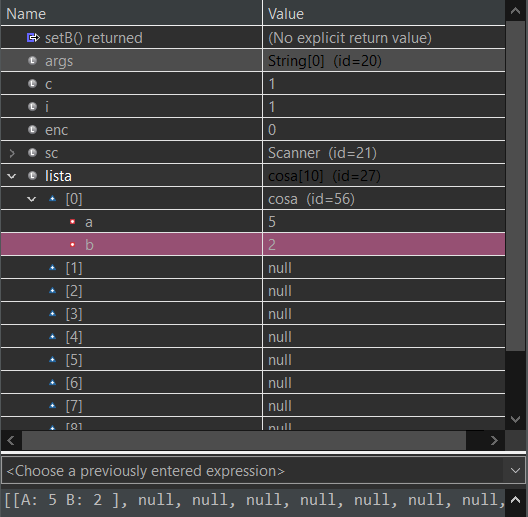 Name Value
setB() returned (No explicit return value)
args String[0] (id=20)
c 1
i 1
enc 0
sc Scanner (id=21)
lista cosa[10] (id=27)
[0] cosa (id=56)
a 5
b 2
[1] null
[2] null
[3] null
[4] null
[5] null
[6] null
[7] null
[8] null
<Choose a previously entered expression>
[[A: 5 B: 2 ], null, null, null, null, null, null, null,